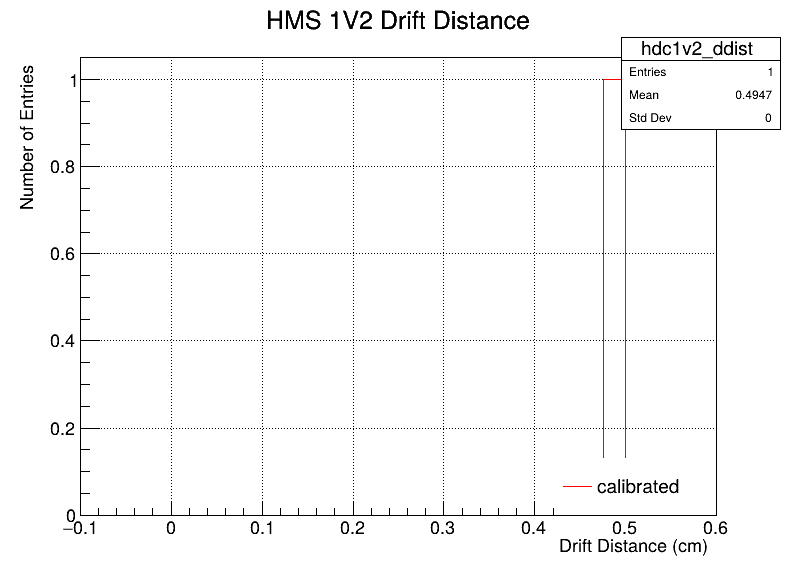 HMS 1V2 Drift Distance
hdc1v2_ddist
Entries 1
Mean 0.4947
Std Dev 0
Number of Entries
1
0.8
0.6
0.4
0.2
0
−0.1 0 0.1 0.2 0.3 0.4 0.5 0.6
calibrated
Drift Distance (cm)